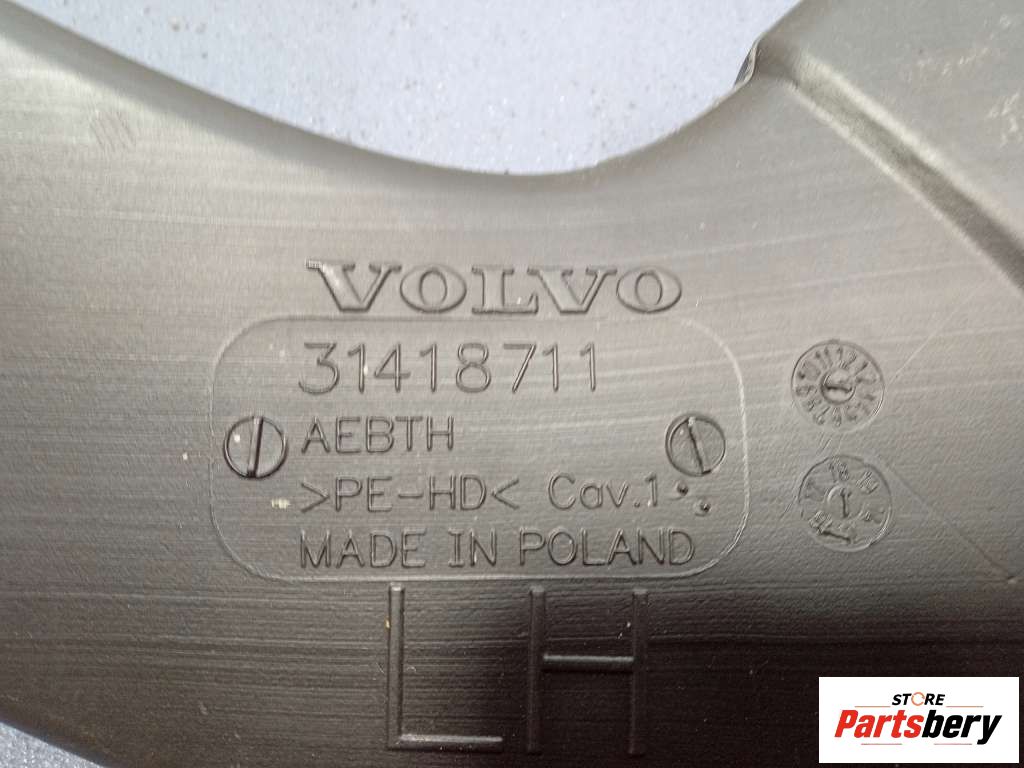 VOLVO
31418711
AEBTH
>PE-HD< Cav.1
MADE IN POLAND
LH
STORE
Partsbery